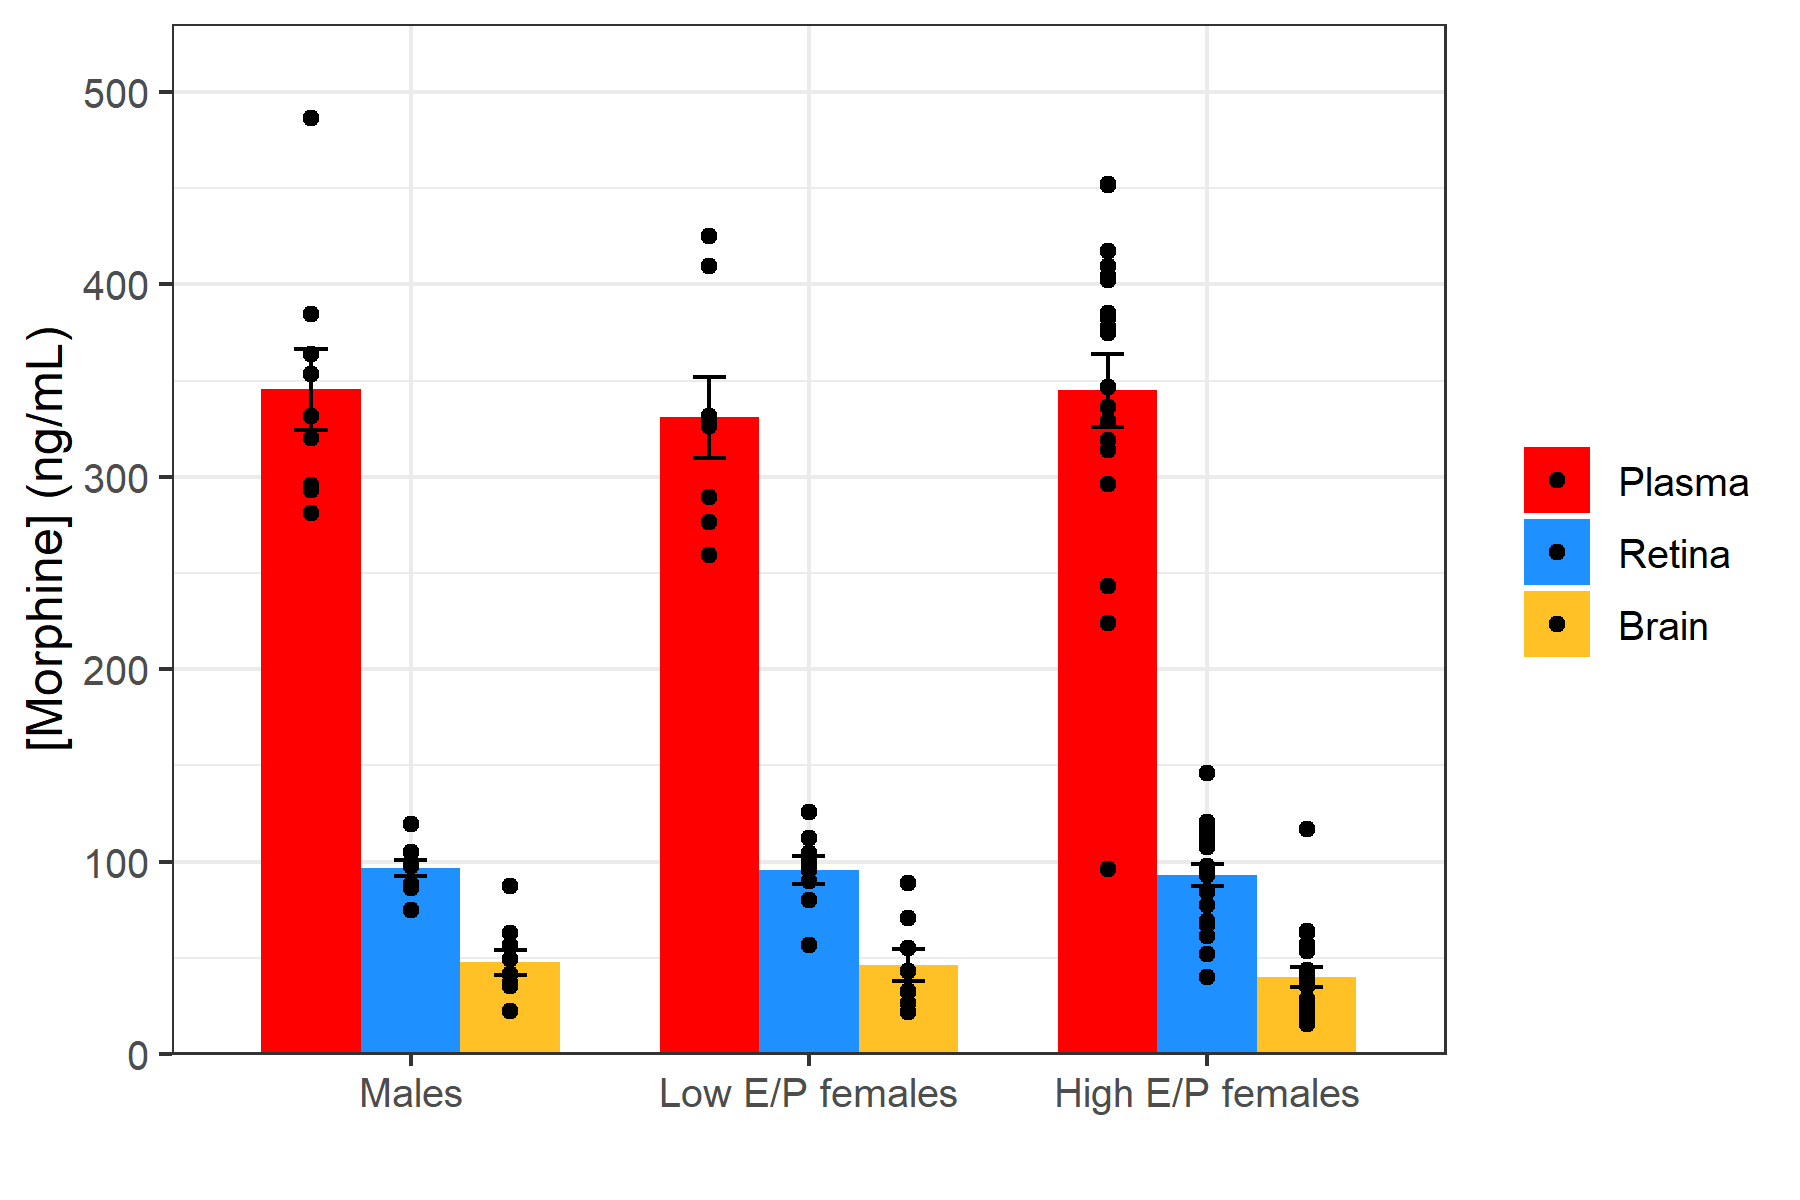 [Morphine] (ng/mL)
500
400
300
200
100
0
Males
Low E/P females
High E/P females
Plasma
Retina
Brain